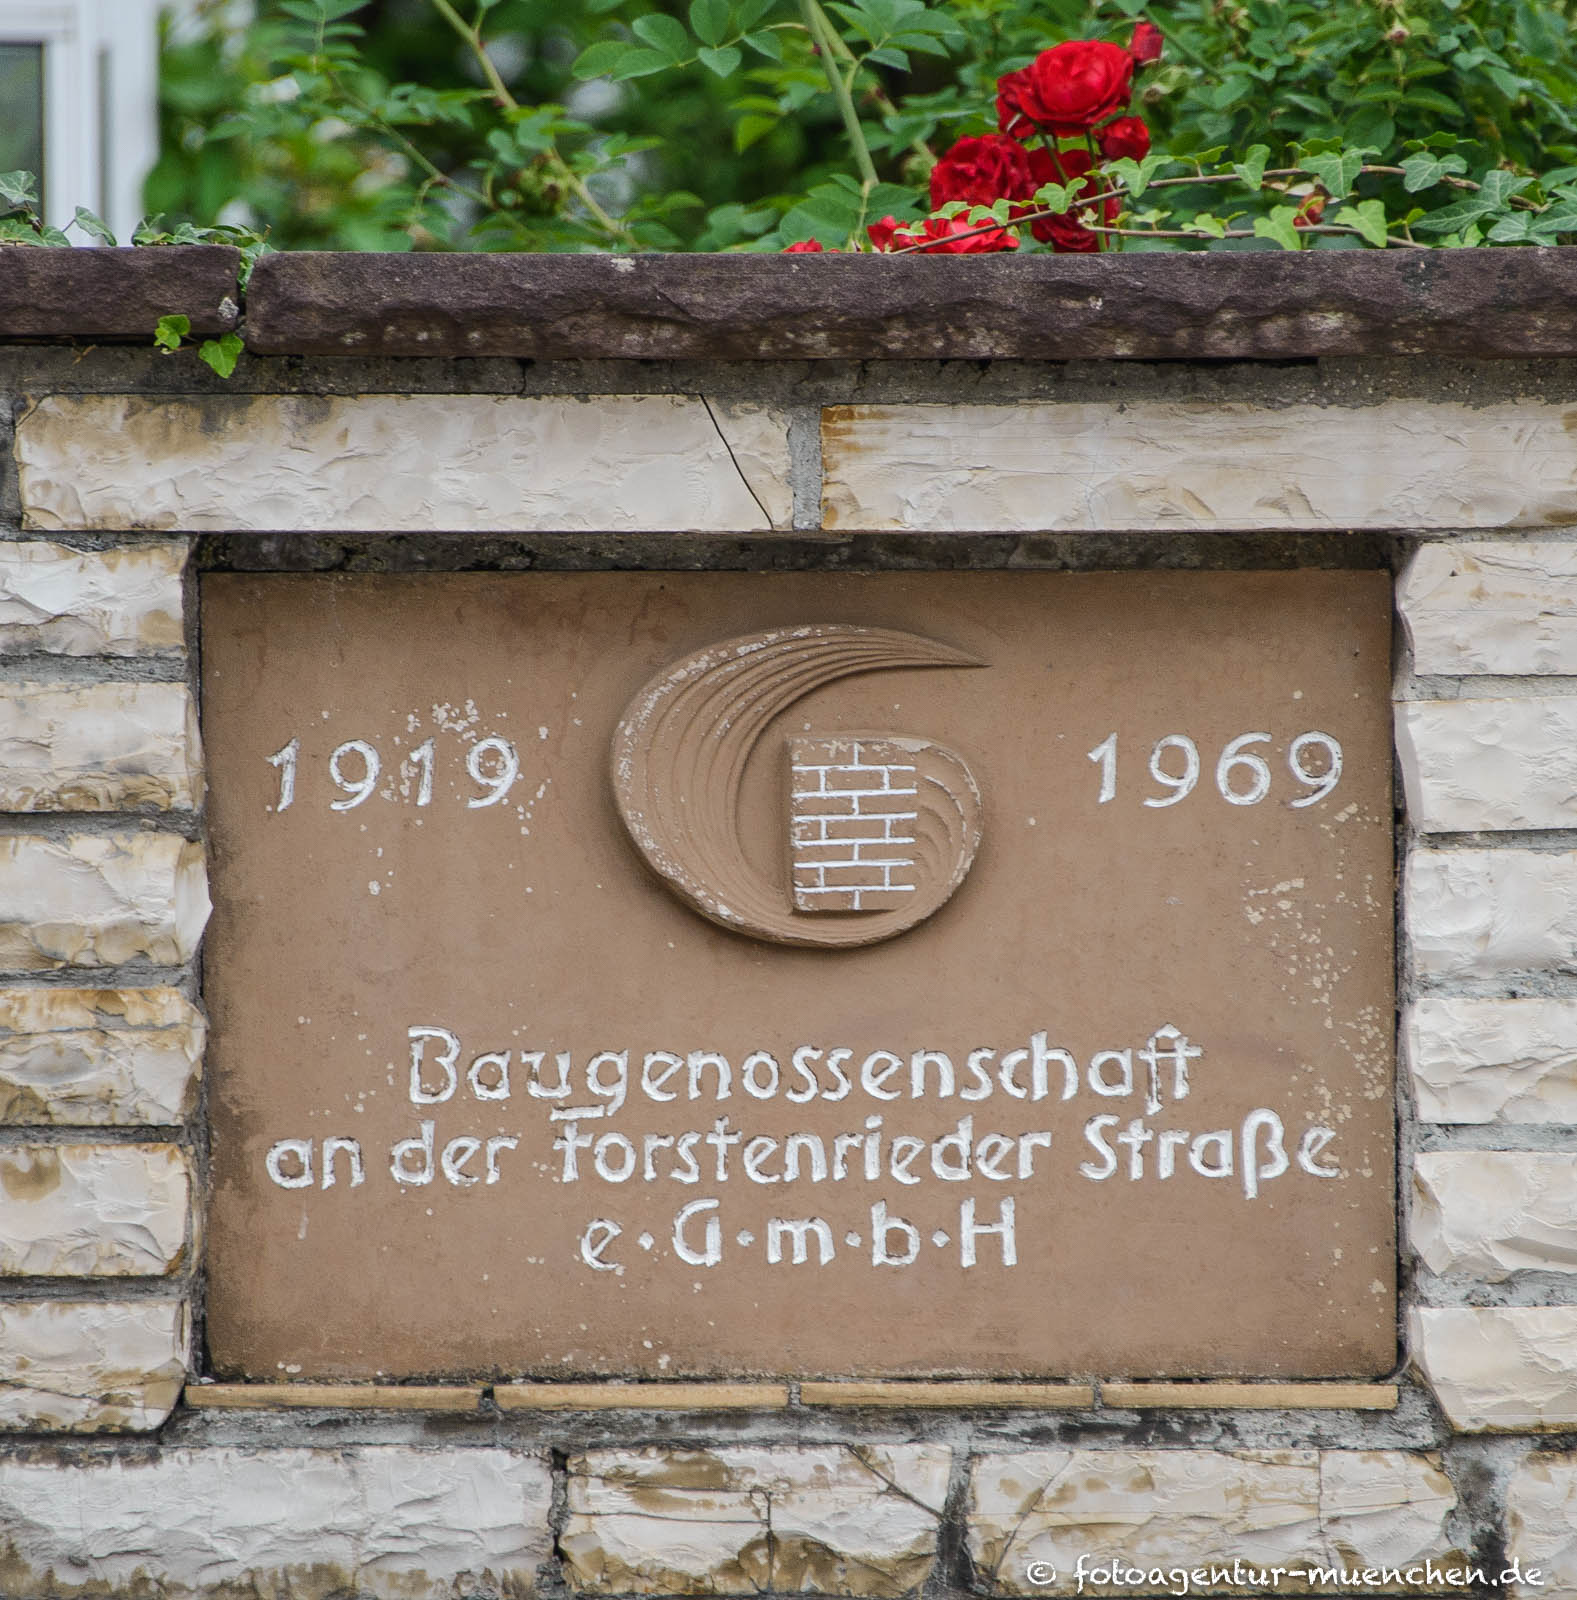 1919 1969
Baugenossenschaft
an der Forstenrieder Straße
e·G·m·b·H
© fotoagentur-muenchen.de